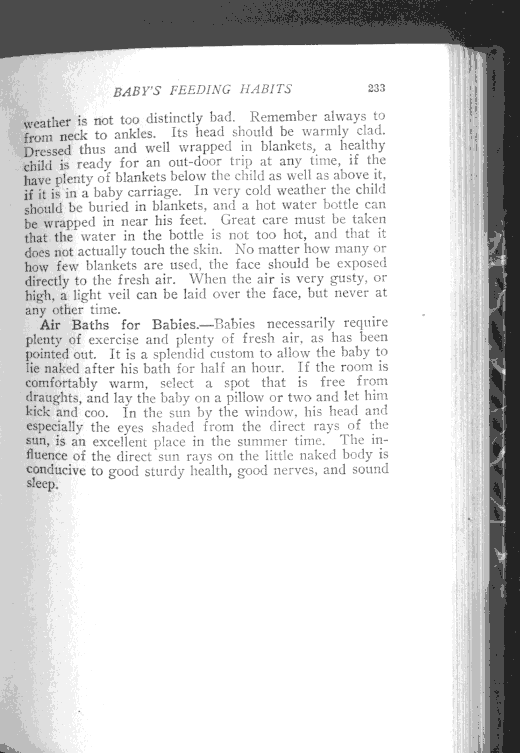 BABY'S FEEDING HABITS 233
weather is not too distinctly bad. Remember always to
from neck to ankles. Its head should be warmly clad.
Dressed thus and well wrapped in blankets, a healthy
child is ready for an out-door trip at any time, if the
have plenty of blankets below the child as well as above it,
if it is in a baby carriage. In very cold weather the child
should be buried in blankets, and a hot water bottle can
be wrapped in near his feet. Great care must be taken
that the water in the bottle is not too hot, and that it
does not actually touch the skin. No matter how many or
how few blankets are used, the face should be exposed
directly to the fresh air. When the air is very gusty, or
high, a light veil can be laid over the face, but never at
any other time.
Air Baths for Babies.—Babies necessarily require
plenty of exercise and plenty of fresh air, as has been
pointed out. It is a splendid custom to allow the baby to
lie naked after his bath for half an hour. If the room is
comfortably warm, select a spot that is free from
draughts, and lay the baby on a pillow or two and let him
kick and coo. In the sun by the window, his head and
especially the eyes shaded from the direct rays of the
sun, is an excellent place in the summer time. The in-
fluence of the direct sun rays on the little naked body is
conducive to good sturdy health, good nerves, and sound
sleep.